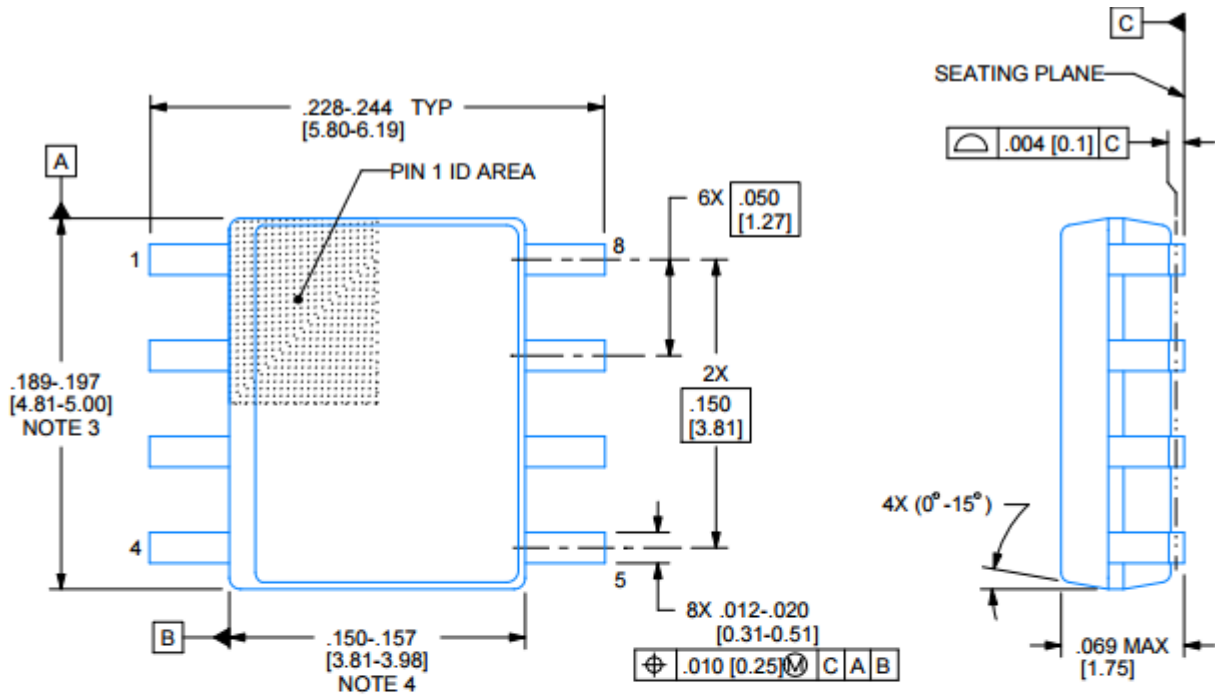 C
SEATING PLANE
.004 [0.1] C
.228-.244 TYP
[5.80-6.19]
A
PIN 1 ID AREA
6X .050
[1.27]
1
8
2X
.150
[3.81]
.189-.197
[4.81-5.00]
NOTE 3
4X (0°-15°)
4
5
8X .012-.020
[0.31-0.51]
.010 [0.25] Ⓜ C A B
B
.150-.157
[3.81-3.98]
NOTE 4
.069 MAX
[1.75]